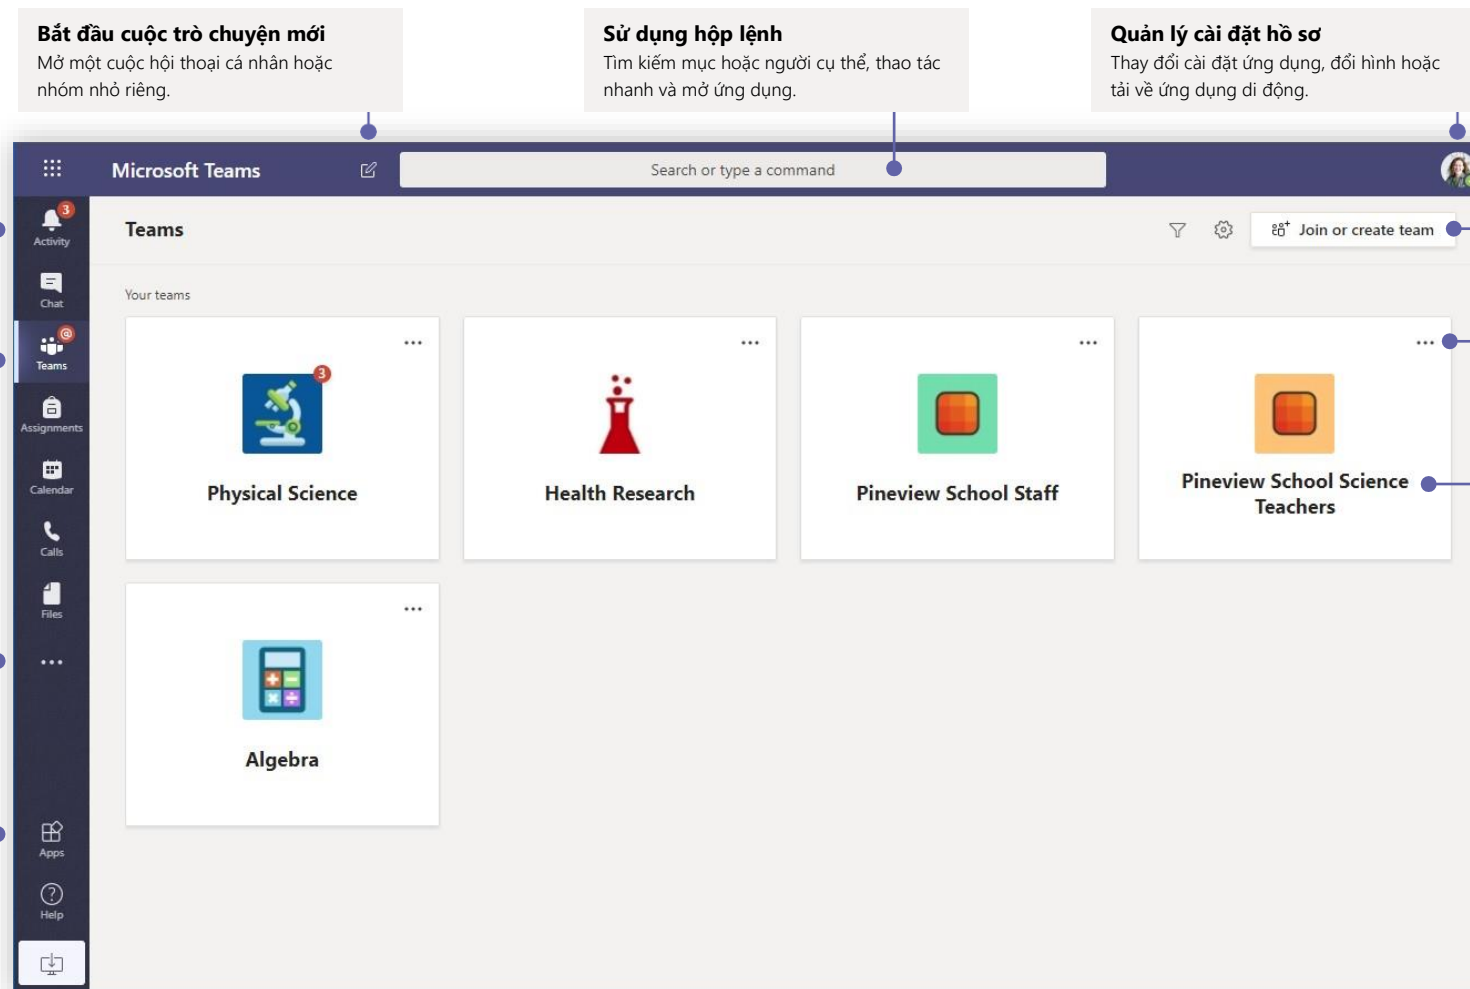 Bắt đầu cuộc trò chuyện mới
Mở một cuộc hội thoại cá nhân hoặc
nhóm nhỏ riêng.
Sử dụng hộp lệnh
Tìm kiếm mục hoặc người cụ thể, thao tác
nhanh và mở ứng dụng.
Quản lý cài đặt hồ sơ
Thay đổi cài đặt ứng dụng, đổi hình hoặc
tải về ứng dụng di động.
Microsoft Teams
Search or type a command
3
Activity
Chat
@
Teams
Assignments
Calendar
Calls
Files
Apps
Help
Teams
Join or create team
Your teams
3
Physical Science
Health Research
Pineview School Staff
Pineview School Science
Teachers
Algebra